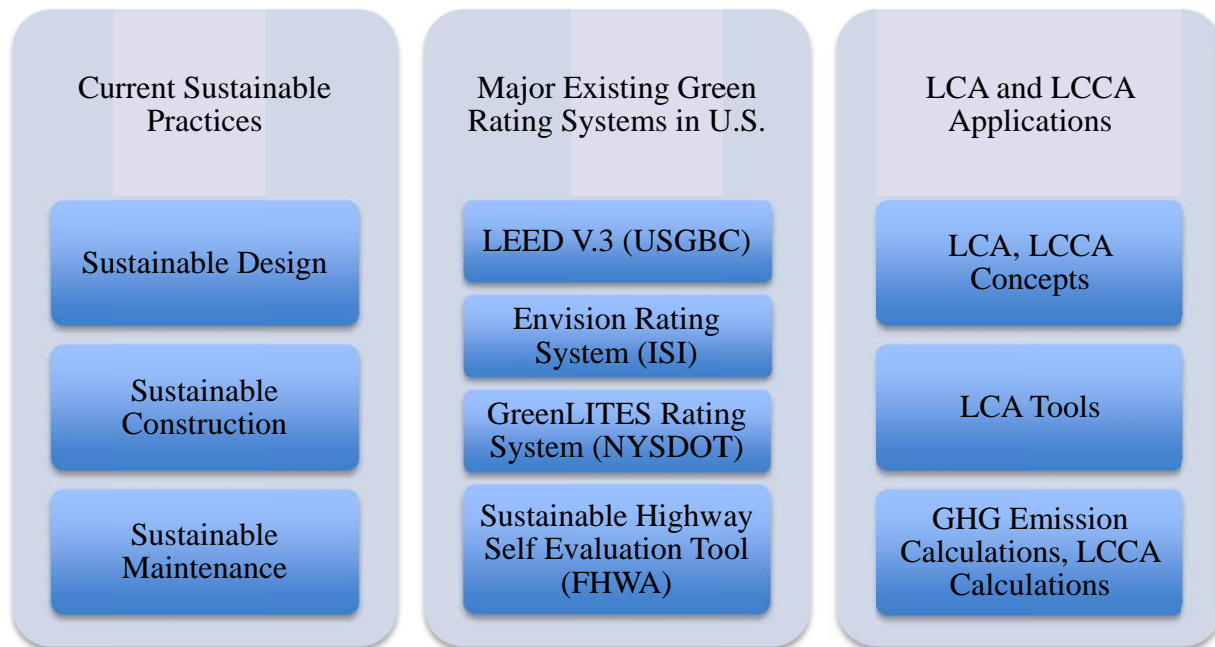 Current Sustainable
Practices
Sustainable Design
Sustainable
Construction
Sustainable
Maintenance
Major Existing Green
Rating Systems in U.S.
LEED V.3 (USGBC)
Envision Rating
System (ISI)
GreenLITES Rating
System (NYSDOT)
Sustainable Highway
Self Evaluation Tool
(FHWA)
LCA and LCCA
Applications
LCA, LCCA
Concepts
LCA Tools
GHG Emission
Calculations, LCCA
Calculations